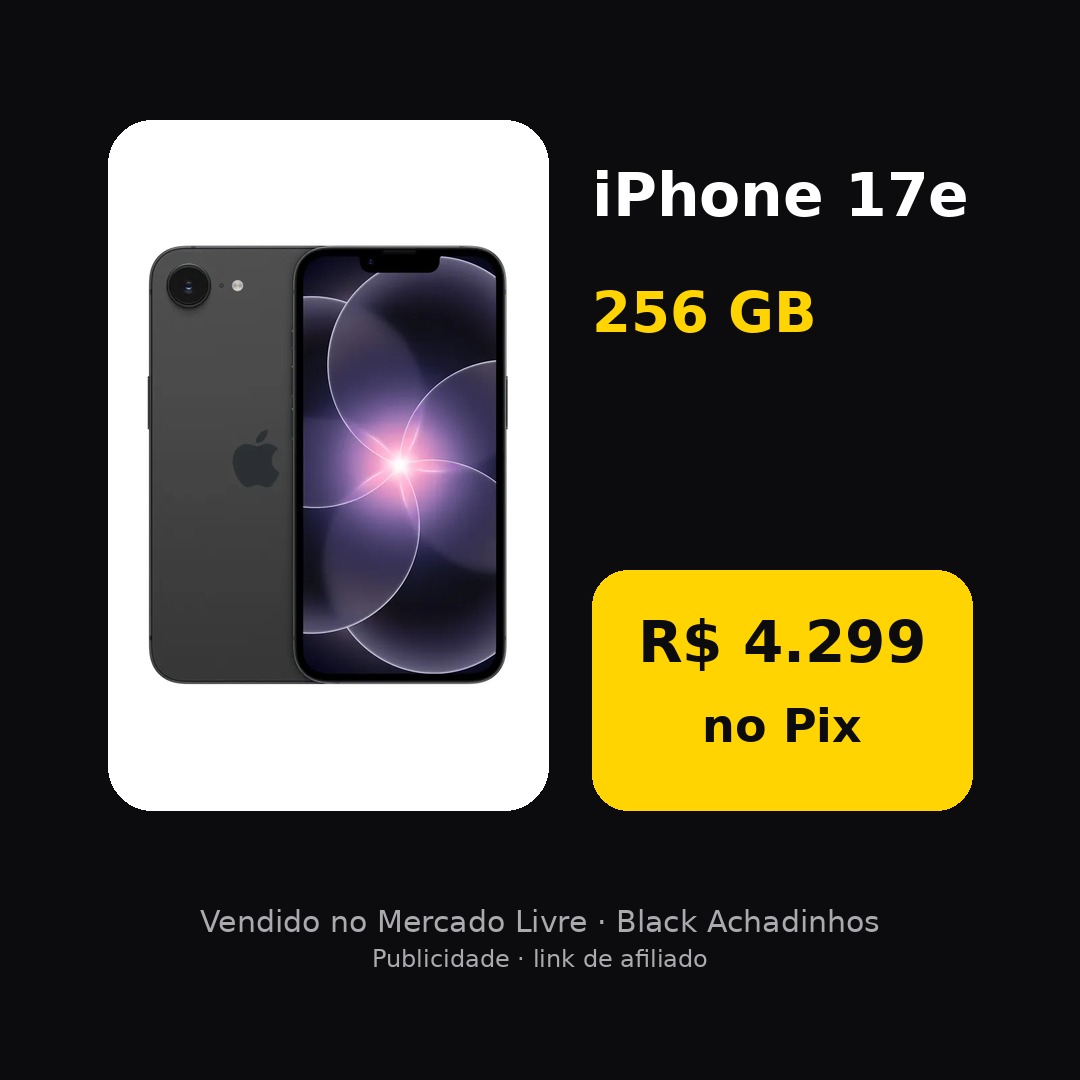 iPhone 17e
256 GB
R$ 4.299
no Pix
Vendido no Mercado Livre · Black Achadinhos
Publicidade · link de afiliado